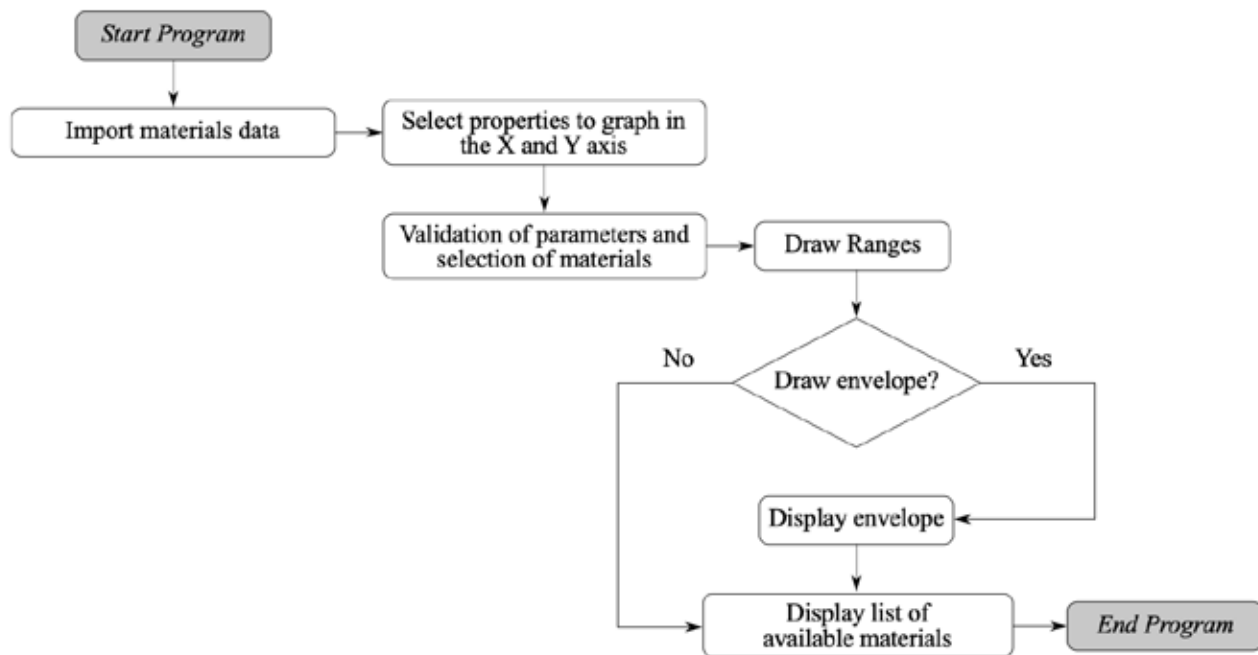 Start Program
Import materials data
Select properties to graph in
the X and Y axis
Validation of parameters and
selection of materials
Draw Ranges
No
Draw envelope?
Yes
Display envelope
Display list of
available materials
End Program